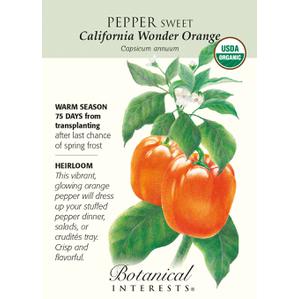 PEPPER SWEET
California Wonder Orange
Capsicum annuum
USDA
ORGANIC
WARM SEASON
75 DAYS from
transplanting
after last chance
of spring frost
HEIRLOOM
This vibrant,
glowing orange
pepper will dress
up your stuffed
pepper dinner,
salads, or
crudités tray.
Crisp and
flavorful.
Botanical
INTERESTS®